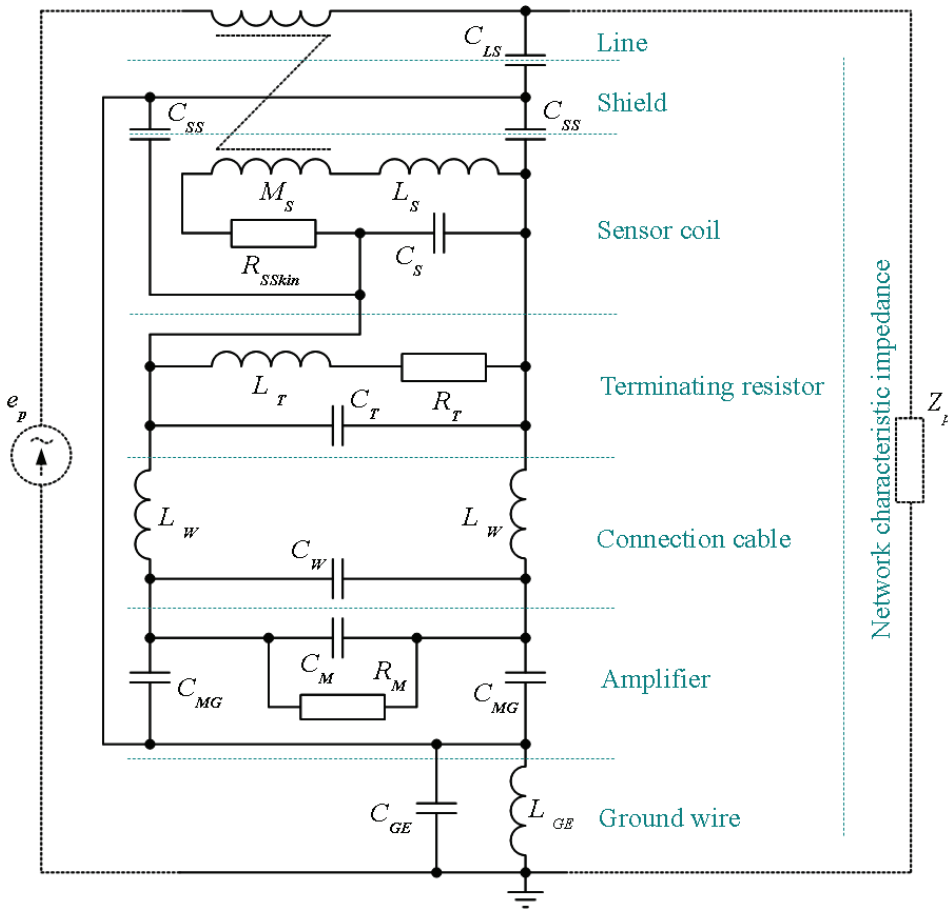 C_LS
Line
C_SS
C_SS
Shield
M_S
L_S
R_SSkin
C_S
Sensor coil
e_p
L_T
C_T
R_T
Terminating resistor
Z_p
L_W
L_W
C_W
Connection cable
Network characteristic impedance
C_MG
C_M
R_M
C_MG
Amplifier
C_GE
L_GE
Ground wire